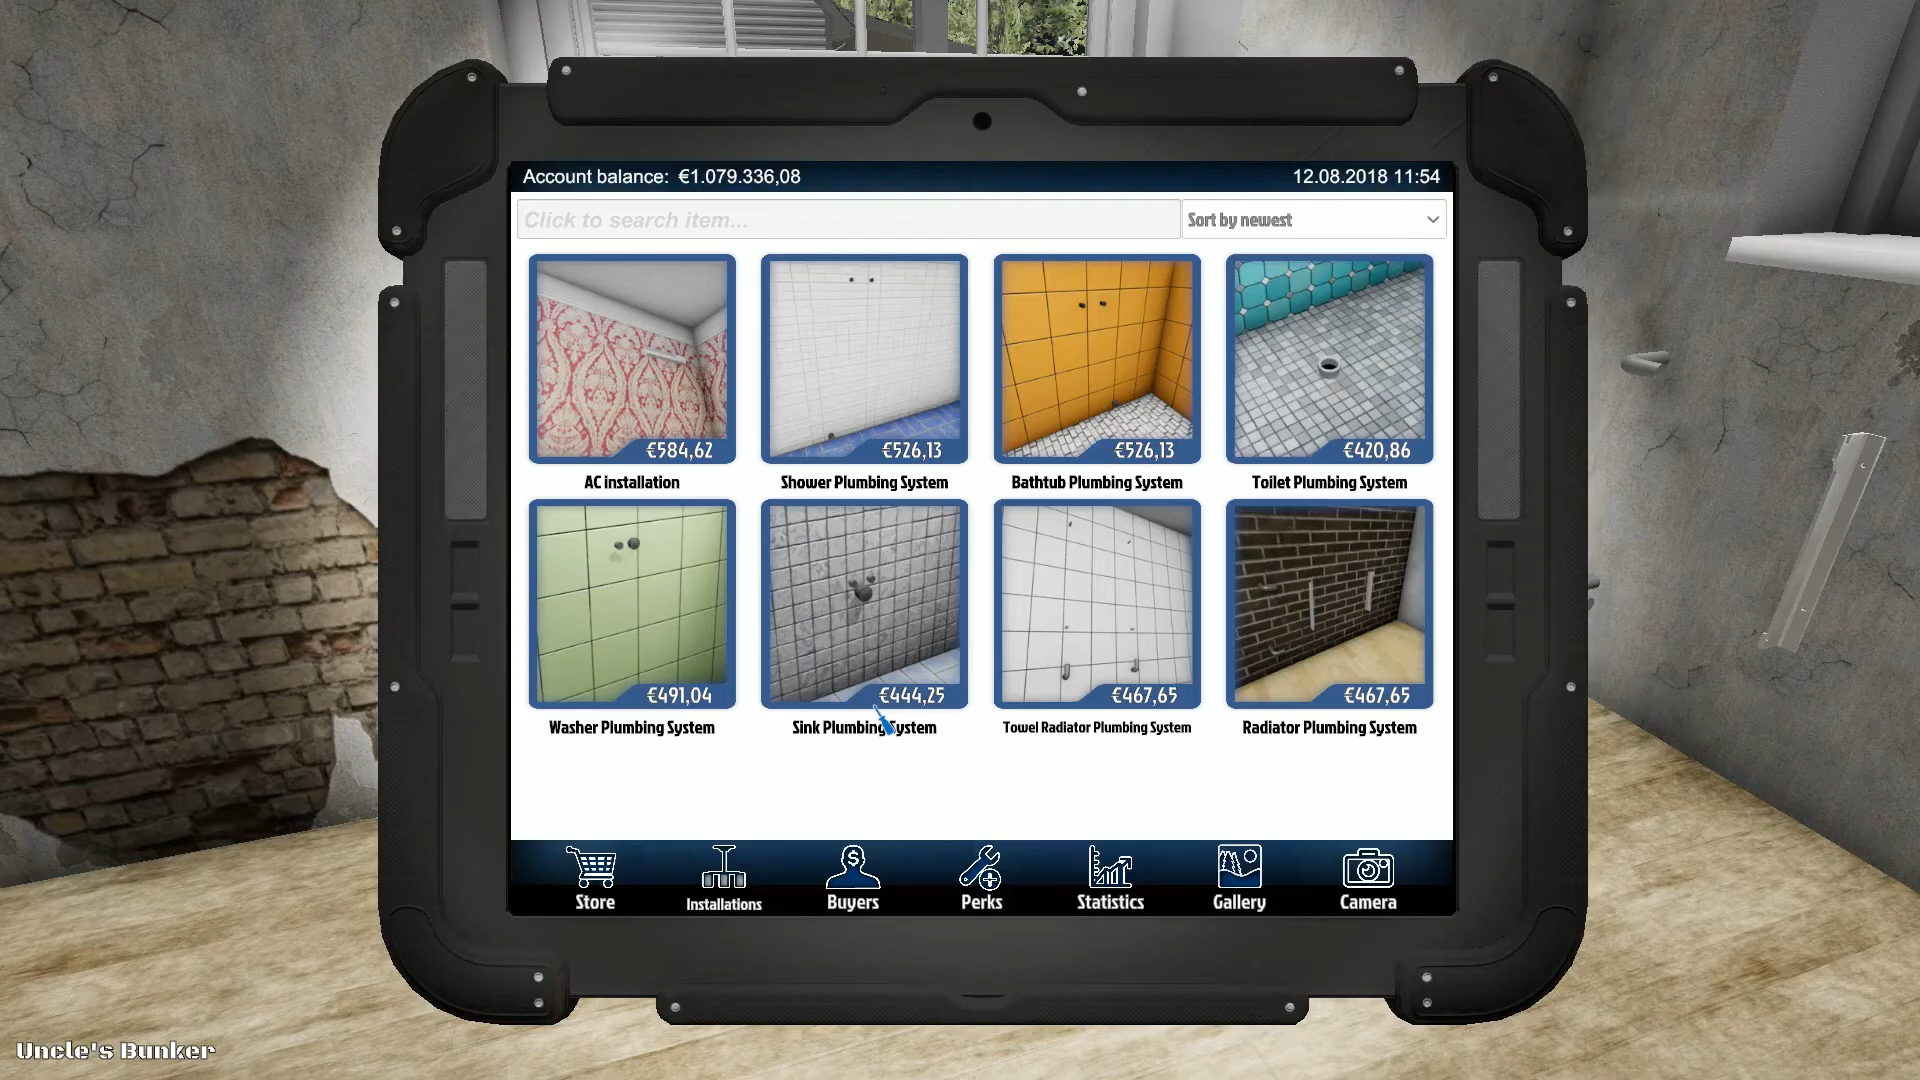 Account balance: €1.079.336,08
12.08.2018 11:54
Click to search item...
Sort by newest
€584,62
€526,13
€526,13
€420,86
AC installation
Shower Plumbing System
Bathtub Plumbing System
Toilet Plumbing System
€491,04
€444,25
€467,65
€467,65
Washer Plumbing System
Sink Plumbing System
Towel Radiator Plumbing System
Radiator Plumbing System
Store
Installations
Buyers
Perks
Statistics
Gallery
Camera
Uncle's Bunker